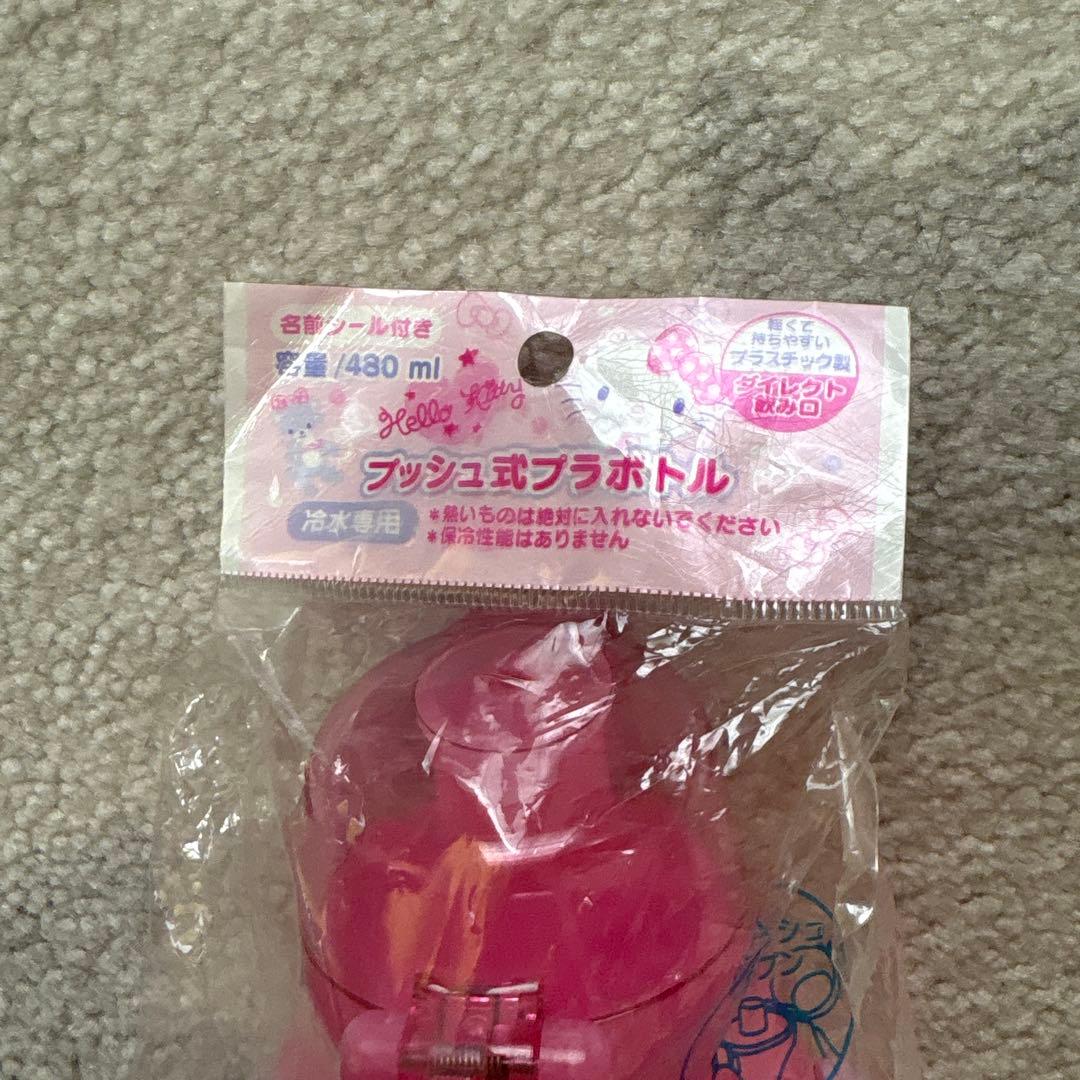 名前シール付き
容量/480 ml
Hello Kitty
軽くて
持ちやすい
プラスチック製
ダイレクト
飲み口
プッシュ式プラボトル
冷水専用
*熱いものは絶対に入れないでください
*保冷性能はありません